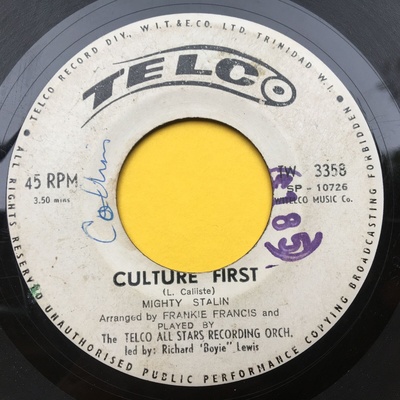 TELCO RECORD DIV., W.I.T. & E. CO. LTD. TRINIDAD W.I.
TELCO
45 RPM
3.50 mins
TW 3358
SP - 10726
WITELCO MUSIC Co.
CULTURE FIRST
(L. Calliste)
MIGHTY STALIN
Arranged by FRANKIE FRANCIS and
PLAYED BY
The TELCO ALL STARS RECORDING ORCH.
led by: Richard "Boyie" Lewis
ALL RIGHTS RESERVED UNAUTHORISED PUBLIC PERFORMANCE COPYING BROADCASTING FORBIDDEN